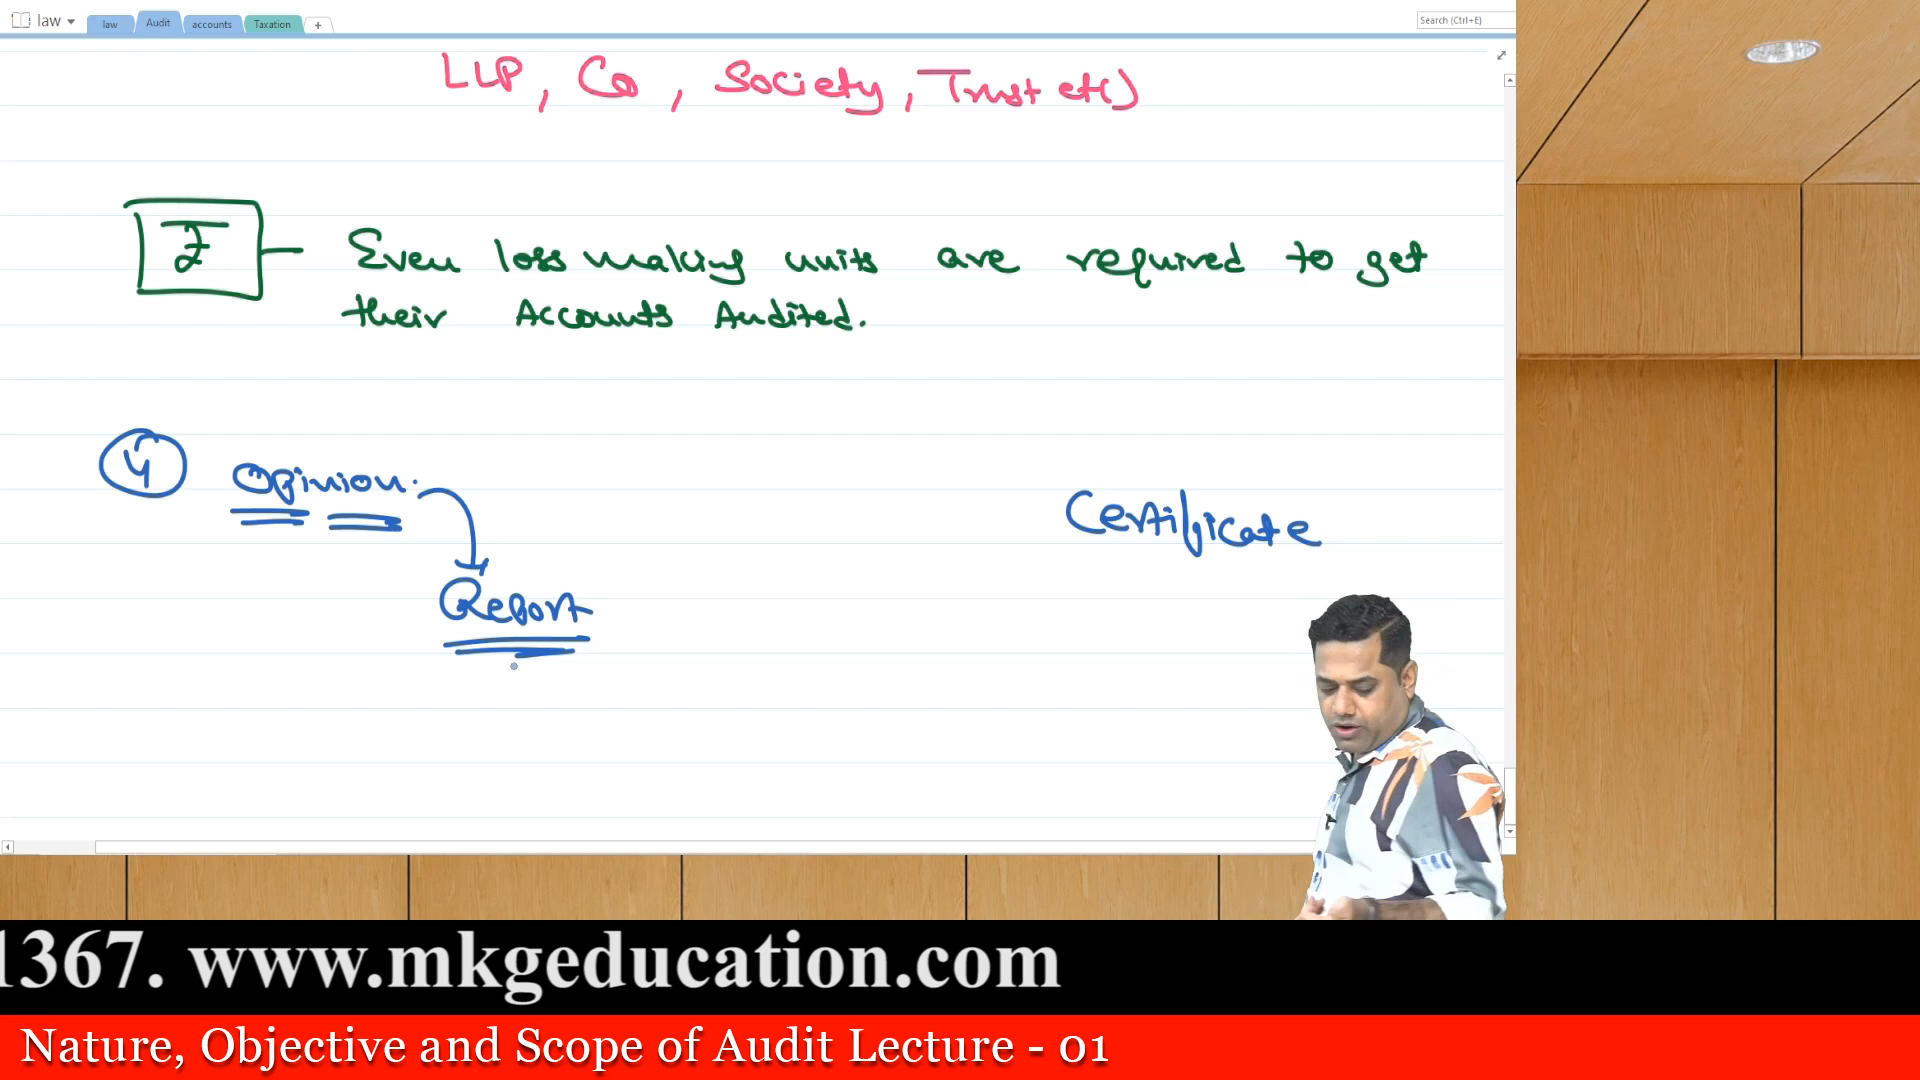 law
law Audit accounts Taxation +
Search (Ctrl+E)
LLP, Co, Society, Trust etc)
Even loss making units are required to get
their Accounts Audited.
4 Opinion.
Certificate
Report
1367. www.mkgeducation.com
Nature, Objective and Scope of Audit Lecture - 01